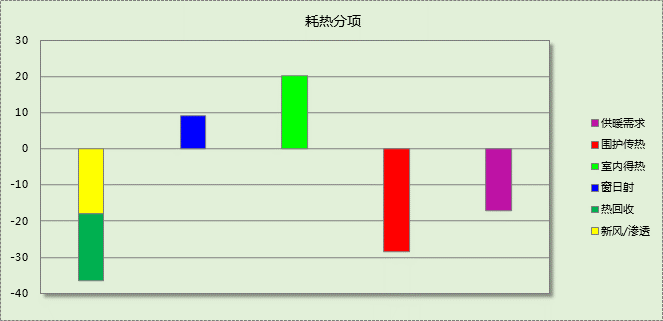 耗热分项
30
20
10
0
-10
-20
-30
-40
供暖需求
围护传热
室内得热
窗日射
热回收
新风/渗透